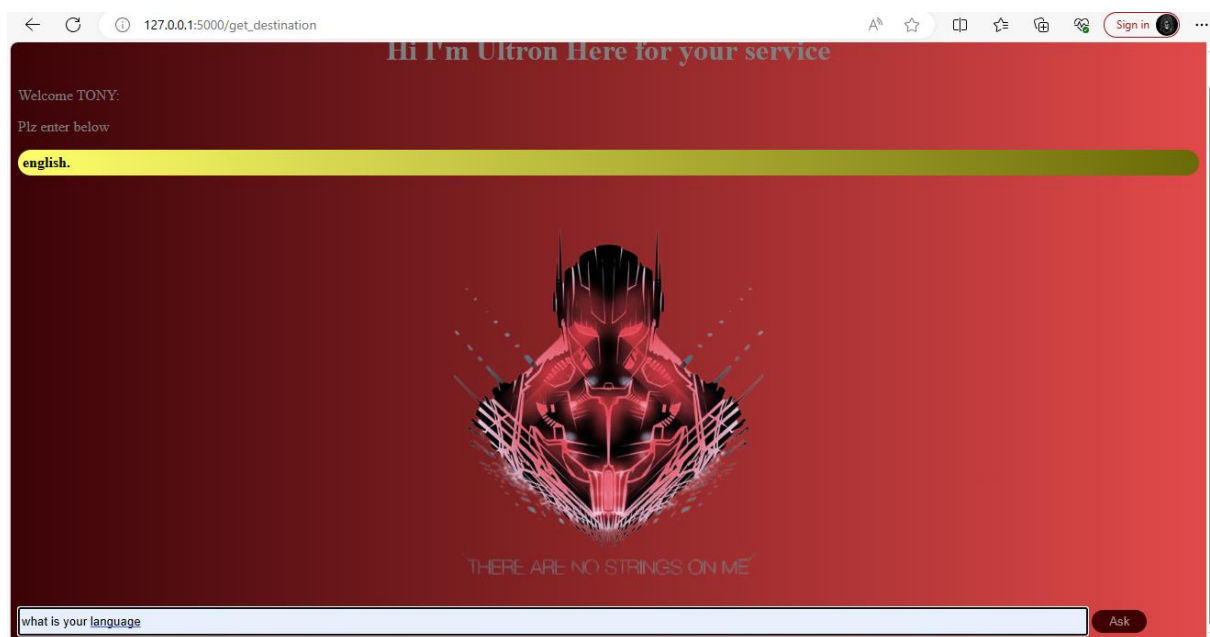 127.0.0.1:5000/get_destination
Sign in
Hi I'm Ultron Here for your service
Welcome TONY:
Plz enter below
english.
THERE ARE NO STRINGS ON ME
what is your language
Ask